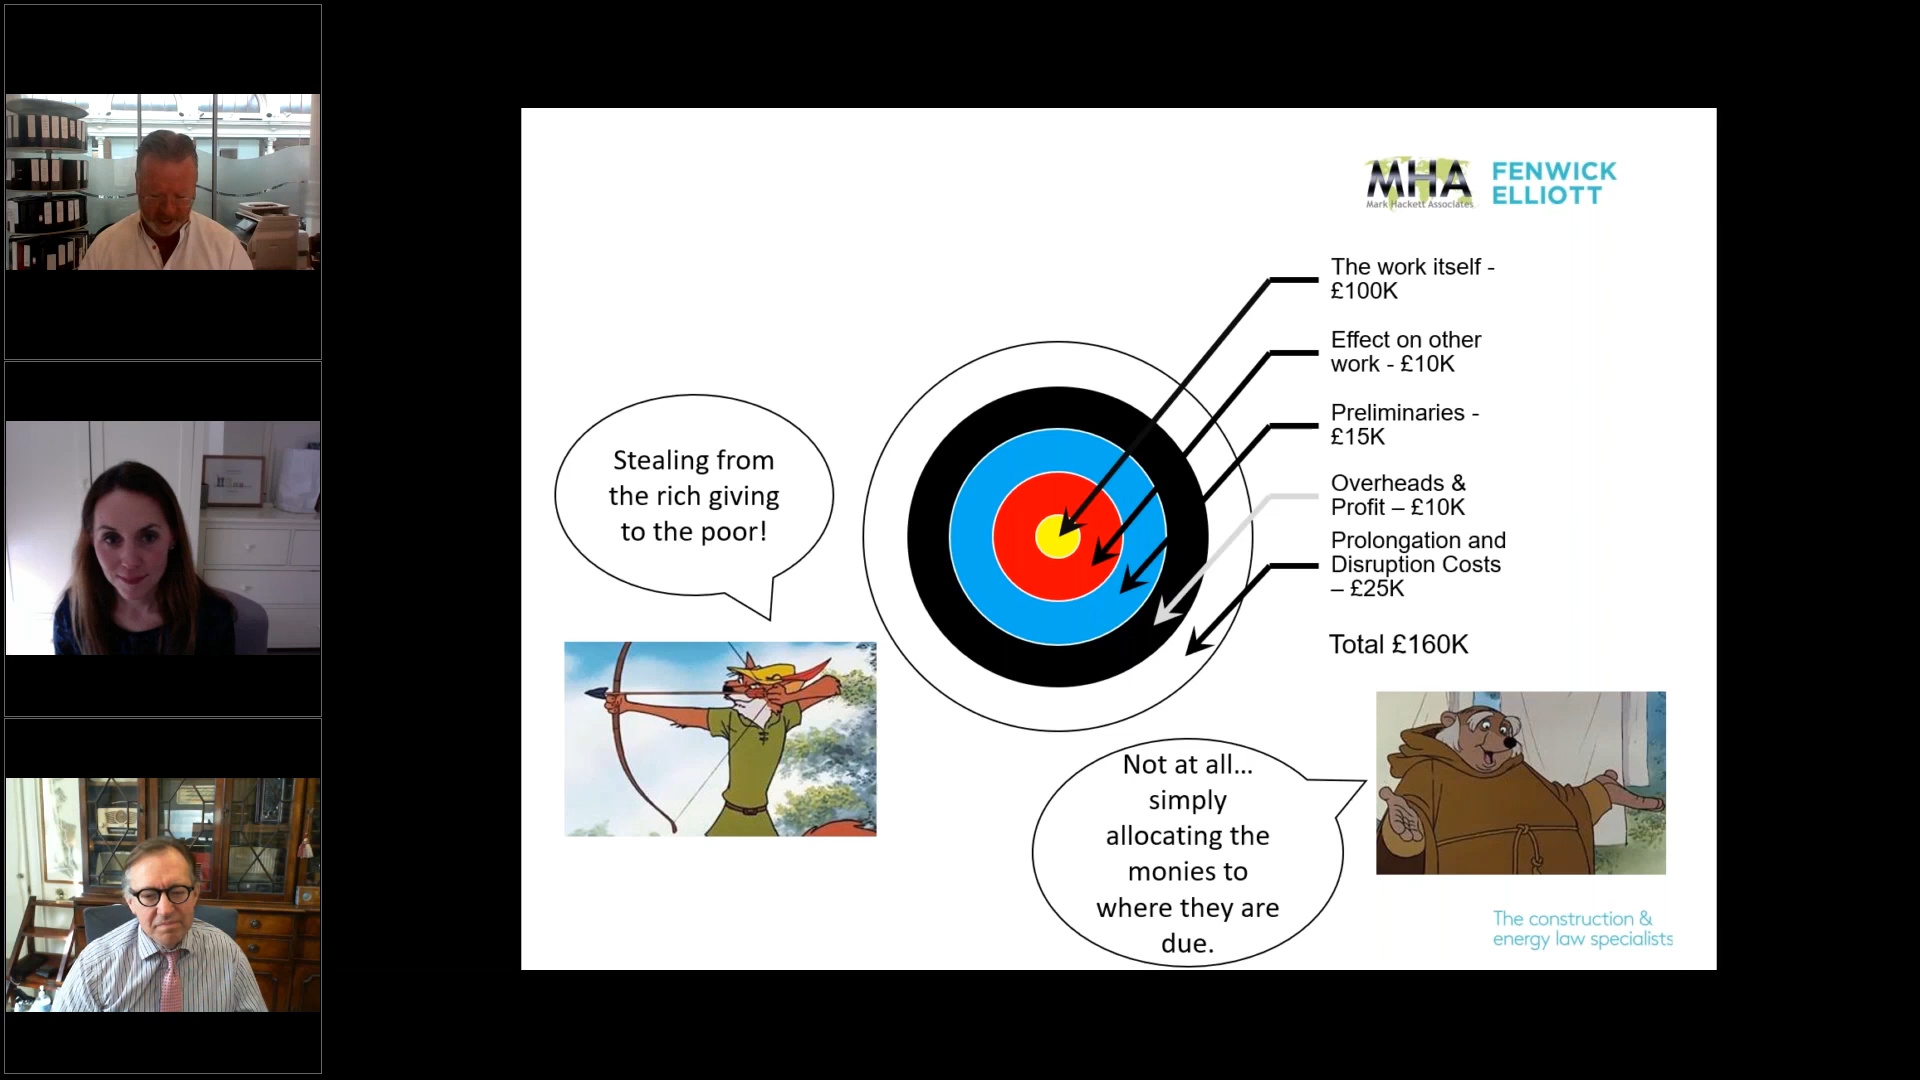 MHA
Mark Hackett Associates
FENWICK
ELLIOTT
The work itself -
£100K
Effect on other
work - £10K
Preliminaries -
£15K
Overheads &
Profit – £10K
Prolongation and
Disruption Costs
– £25K
Total £160K
Stealing from
the rich giving
to the poor!
Not at all...
simply
allocating the
monies to
where they are
due.
The construction &
energy law specialists